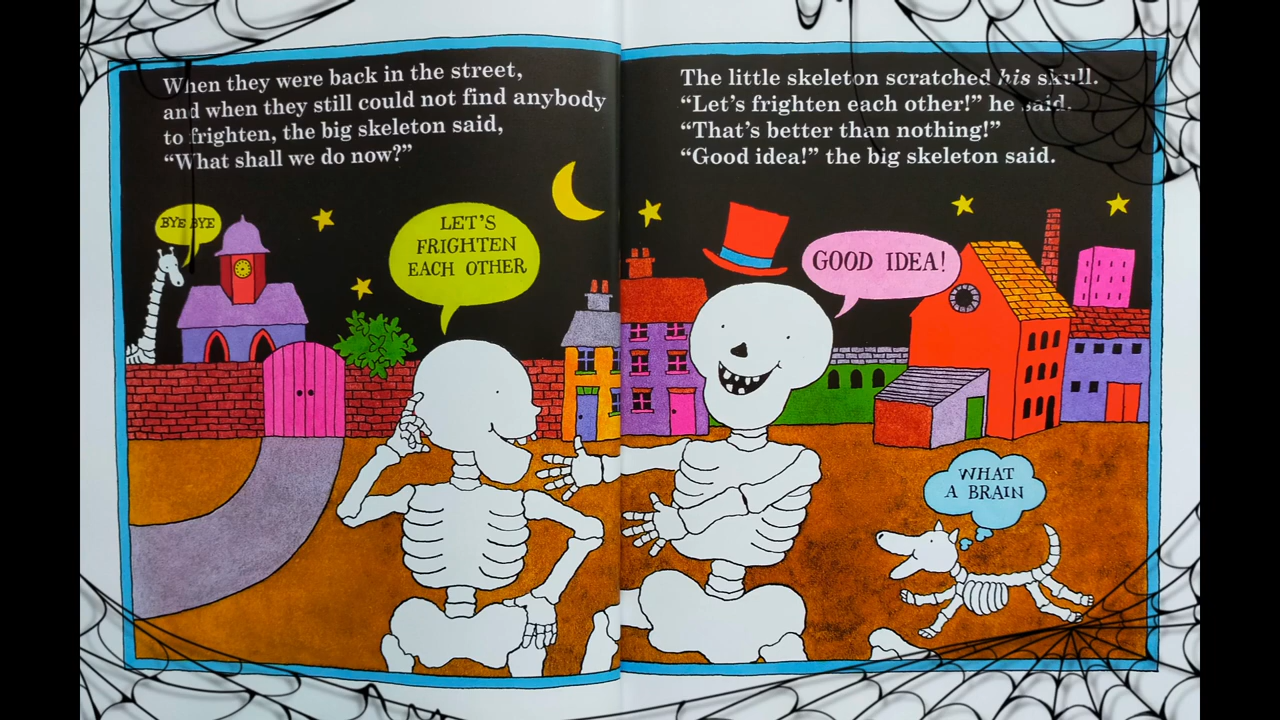 When they were back in the street,
and when they still could not find anybody
to frighten, the big skeleton said,
“What shall we do now?”
BYE BYE
LET'S
FRIGHTEN
EACH OTHER
The little skeleton scratched his skull.
“Let's frighten each other!” he said.
“That's better than nothing!”
“Good idea!” the big skeleton said.
GOOD IDEA!
WHAT
A BRAIN